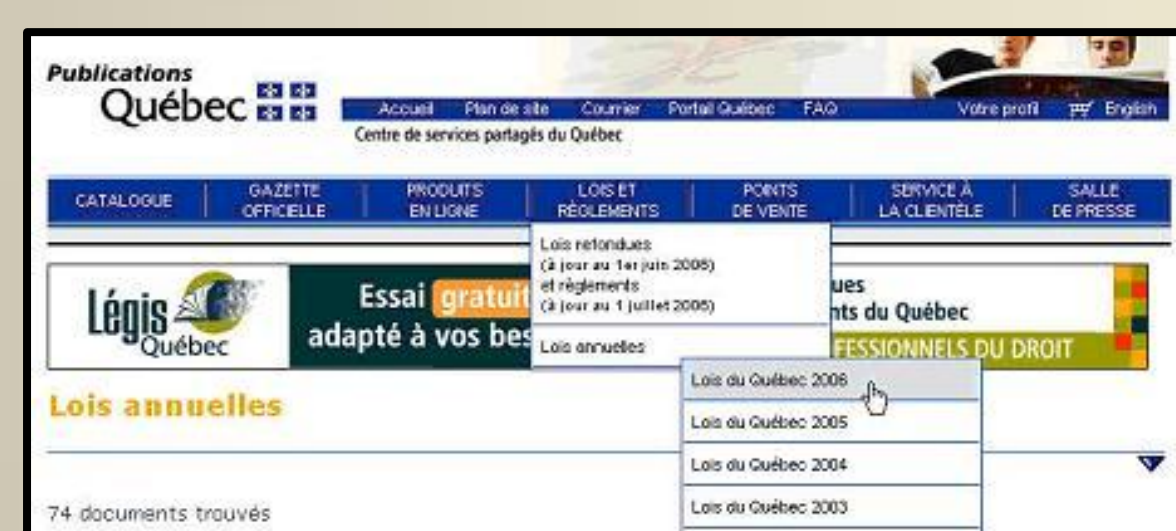 Publications
Québec
Accueil Plan de site Courrier Portail Québec FAQ Votre profil English
Centre de services partagés du Québec
CATALOGUE
GAZETTE
OFFICIELLE
PRODUITS
EN LIGNE
LOIS ET
RÈGLEMENTS
POINTS
DE VENTE
SERVICE À
LA CLIENTÈLE
SALLE
DE PRESSE
Lois refondues
(à jour au 1er juin 2006)
et règlements
(à jour au 1 juillet 2006)
Lois annuelles
Légis
Québec
Essai gratuit
adapté à vos bes
ues
nts du Québec
FESSIONNELS DU DROIT
Lois du Québec 2006
Lois du Québec 2005
Lois du Québec 2004
Lois du Québec 2003
Lois annuelles
74 documents trouvés